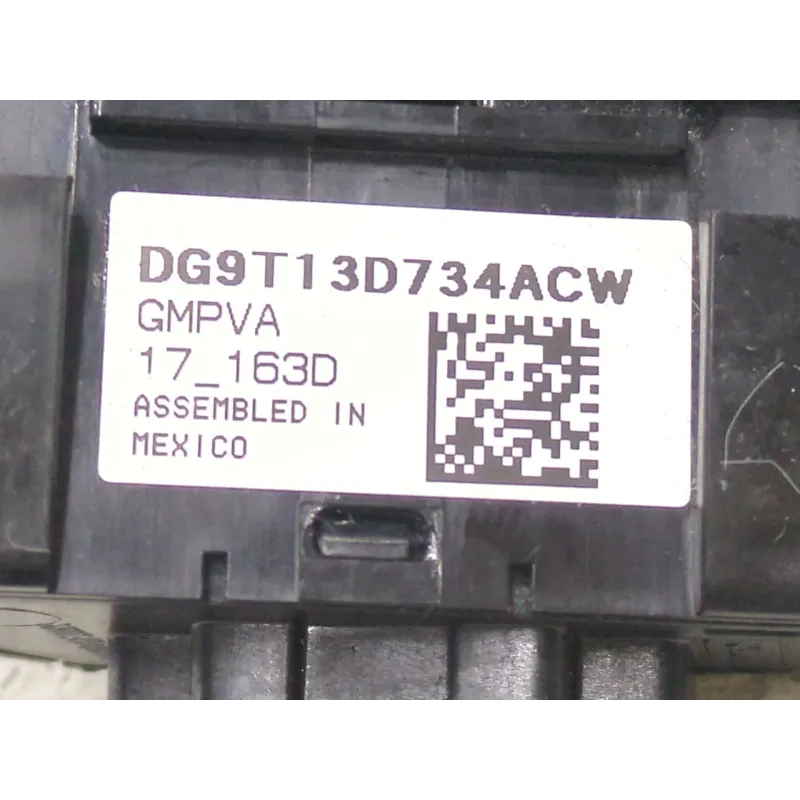 DG9T13D734ACW
GMPVA
17_163D
ASSEMBLED IN
MEXICO